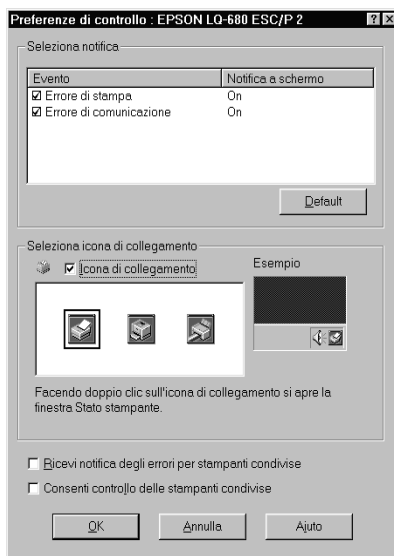 Preferenze di controllo : EPSON LQ-680 ESC/P 2
Seleziona notifica
Evento Notifica a schermo
Errore di stampa On
Errore di comunicazione On
Default
Seleziona icona di collegamento
Icona di collegamento
Esempio
Facendo doppio clic sull'icona di collegamento si apre la
finestra Stato stampante.
Ricevi notifica degli errori per stampanti condivise
Consenti controllo delle stampanti condivise
OK Annulla Aiuto